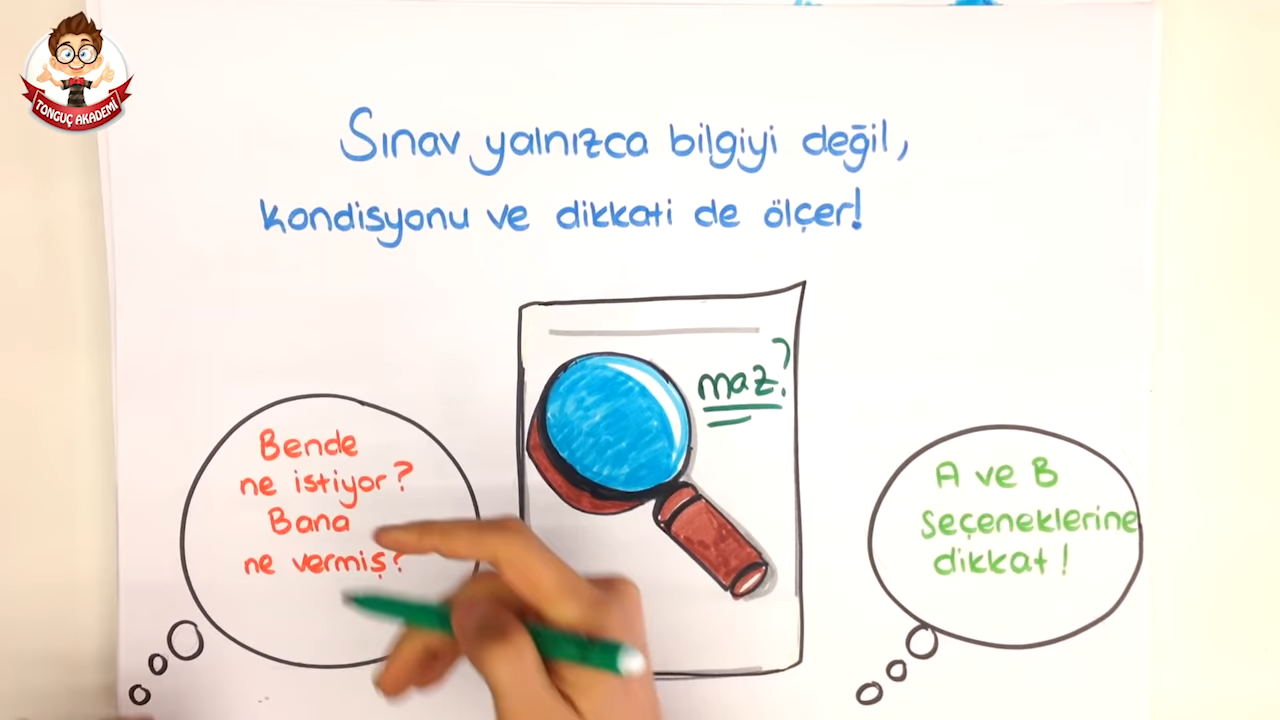 TONGUÇ AKADEMİ
Sınav yalnızca bilgiyi değil,
kondisyonu ve dikkati de ölçer!
maz?
Bende
ne istiyor?
Bana
ne vermiş?
A ve B
seçeneklerine
dikkat!